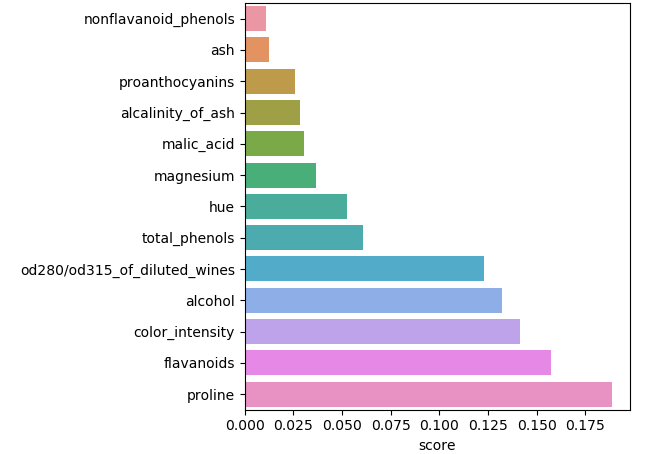 nonflavanoid_phenols
ash
proanthocyanins
alcalinity_of_ash
malic_acid
magnesium
hue
total_phenols
od280/od315_of_diluted_wines
alcohol
color_intensity
flavanoids
proline
0.000 0.025 0.050 0.075 0.100 0.125 0.150 0.175
score